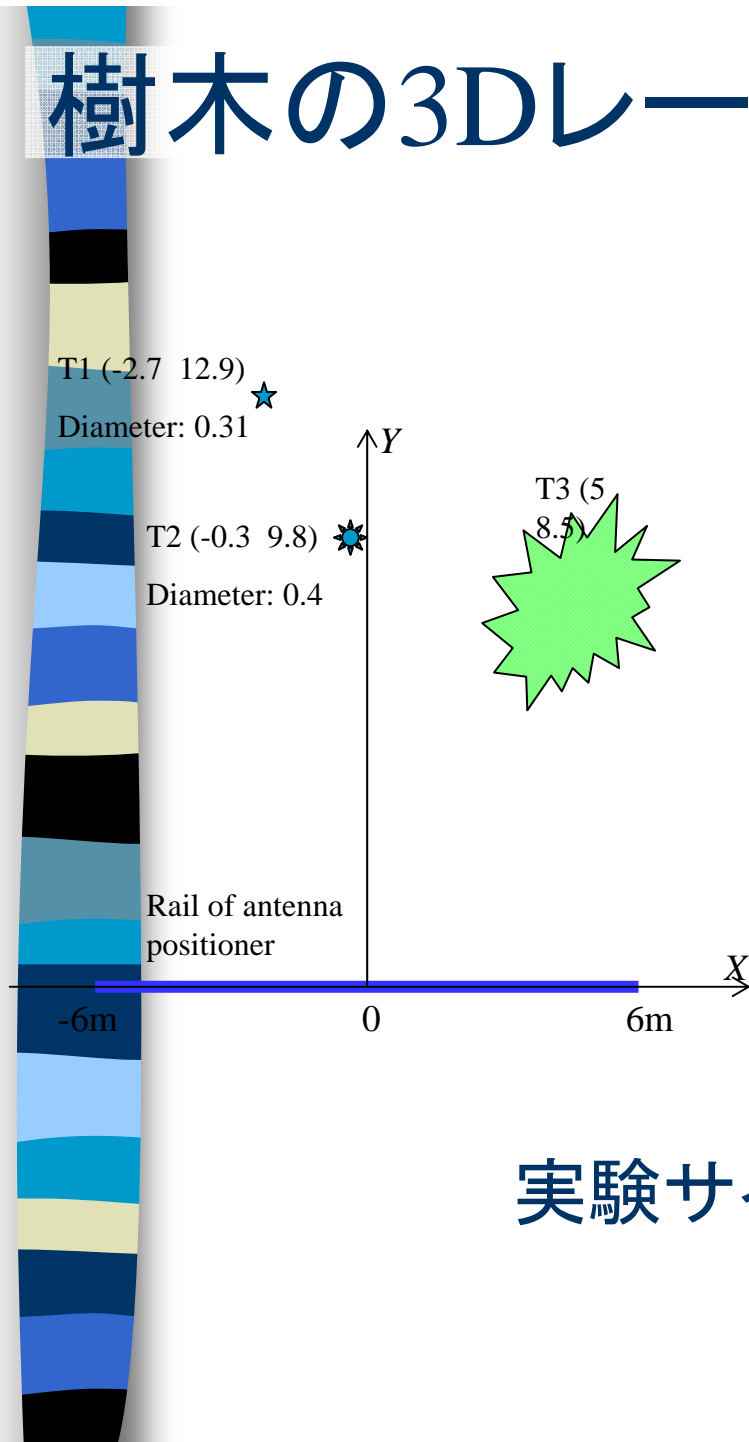 樹木の3Dレー
T1 (-2.7 12.9)
Diameter: 0.31
Y
T3 (5
8.5)
T2 (-0.3 9.8)
Diameter: 0.4
Rail of antenna
positioner
X
-6m 0 6m
実験サイ